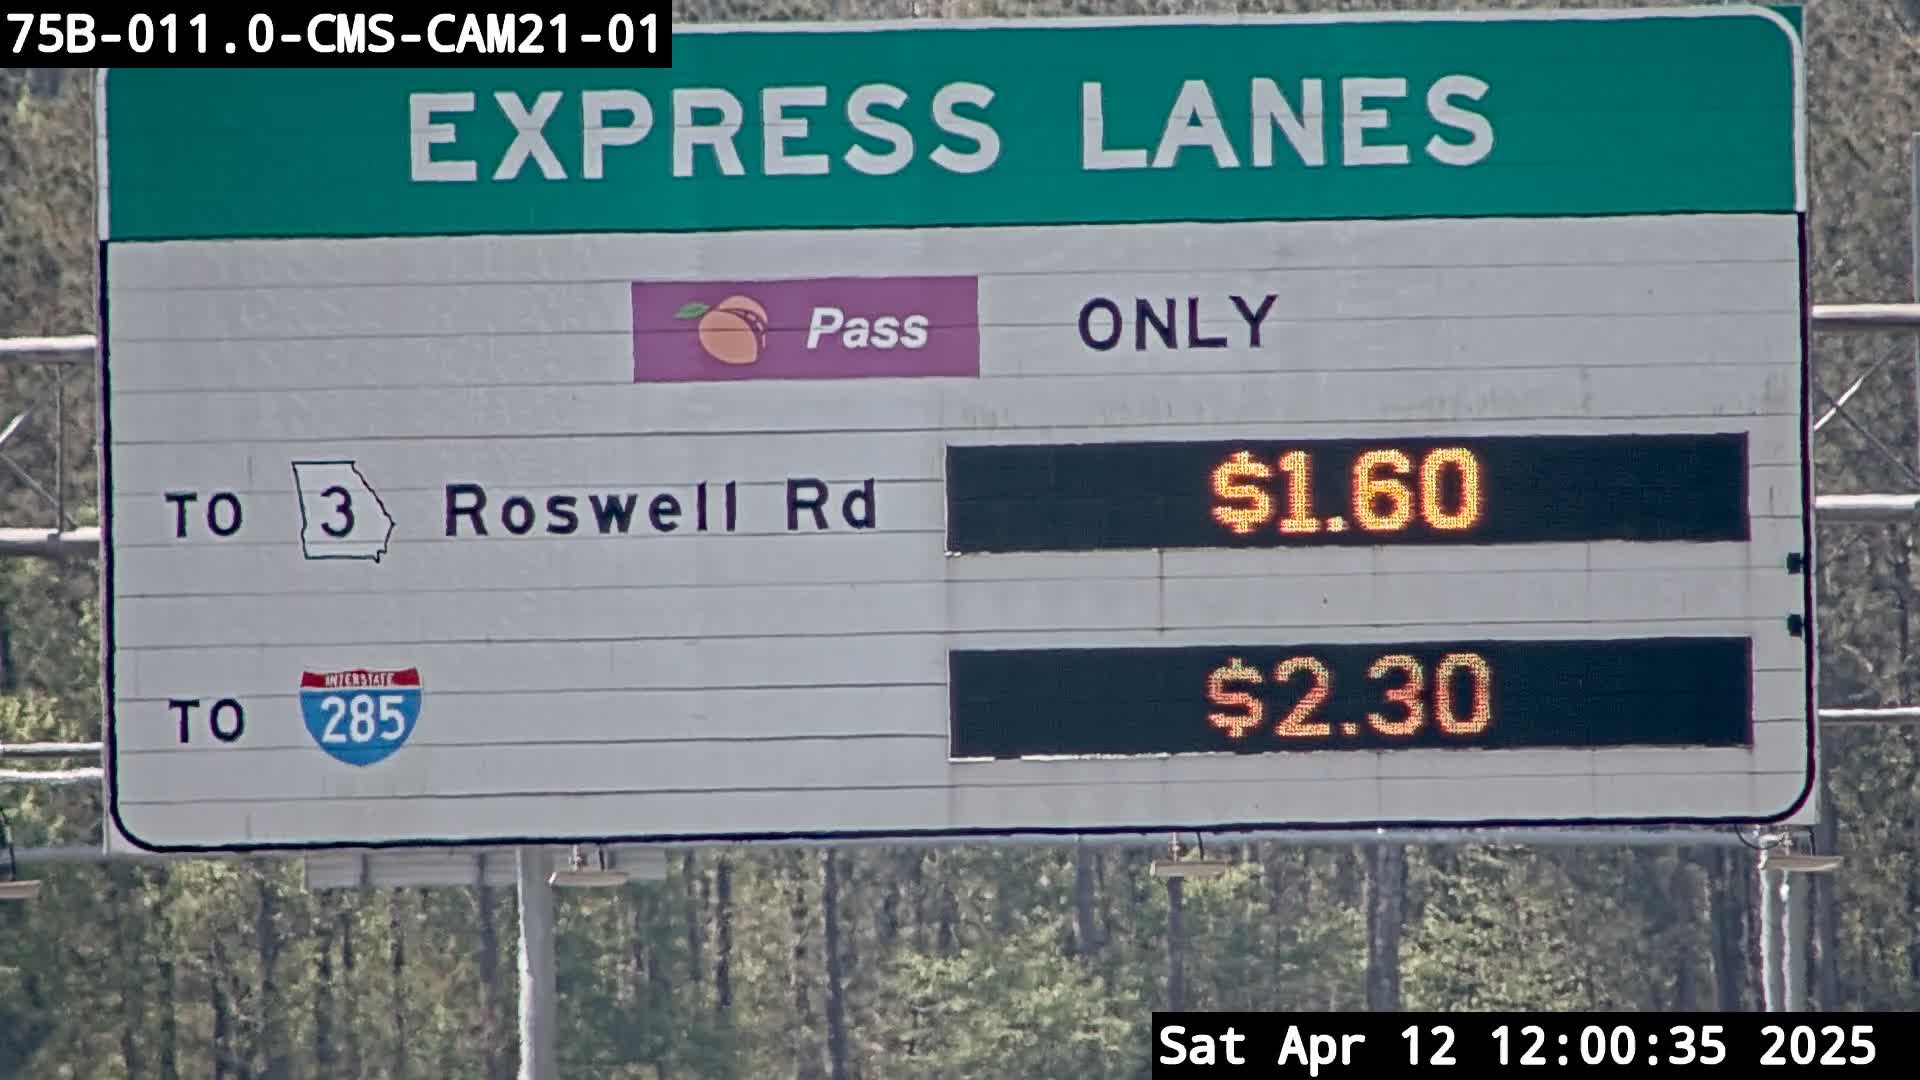 75B-011.0-CMS-CAM21-01
EXPRESS LANES
Pass ONLY
TO 3 Roswell Rd $1.60
TO INTERSTATE 285 $2.30
Sat Apr 12 12:00:35 2025